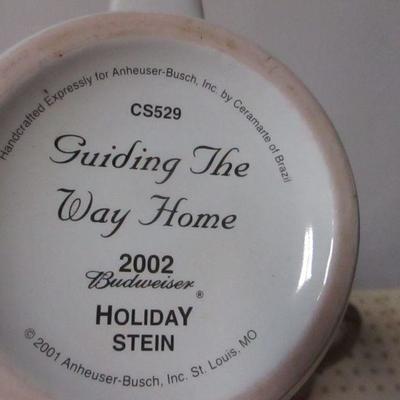 Handcrafted Expressly for Anheuser-Busch, Inc. by Ceramarte of Brazil
CS529
Guiding The
Way Home
2002
Budweiser®
HOLIDAY
STEIN
© 2001 Anheuser-Busch, Inc. St. Louis, MO